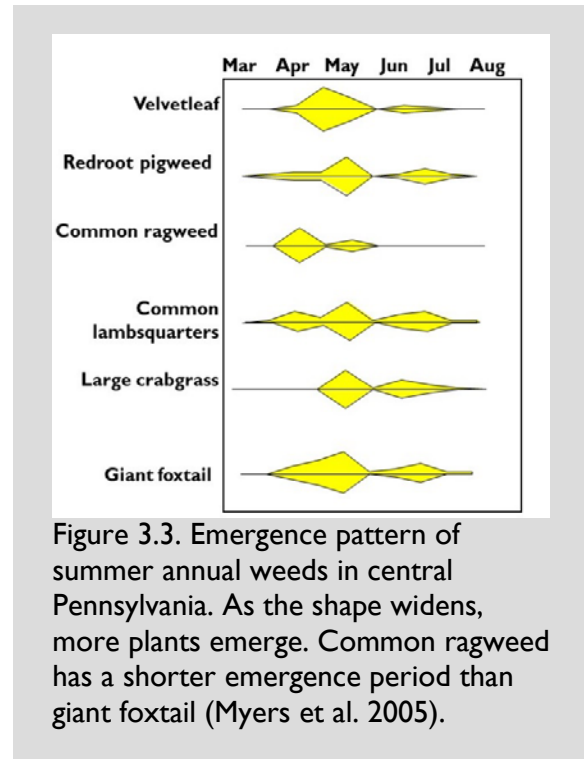 Mar Apr May Jun Jul Aug
Velvetleaf
Redroot pigweed
Common ragweed
Common
lambsquarters
Large crabgrass
Giant foxtail
Figure 3.3. Emergence pattern of
summer annual weeds in central
Pennsylvania. As the shape widens,
more plants emerge. Common ragweed
has a shorter emergence period than
giant foxtail (Myers et al. 2005).